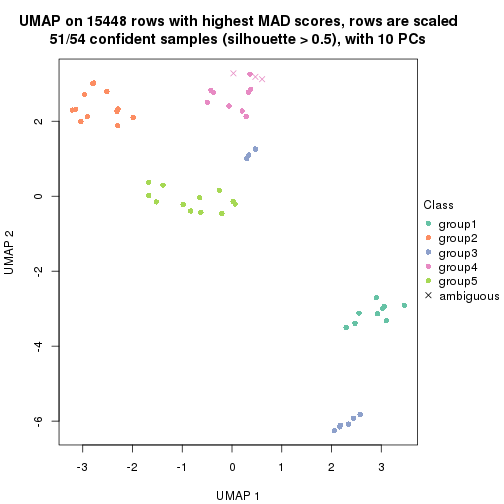 UMAP on 15448 rows with highest MAD scores, rows are scaled
51/54 confident samples (silhouette > 0.5), with 10 PCs
2
0
-2
-4
-6
UMAP 2
-3
-2
-1
0
1
2
3
UMAP 1
Class
group1
group2
group3
group4
group5
ambiguous